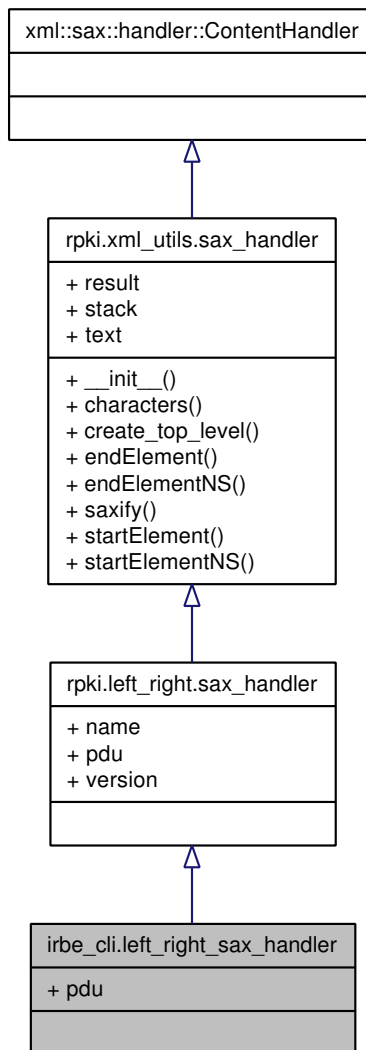 xml::sax::handler::ContentHandler
rpki.xml_utils.sax_handler
+ result
+ stack
+ text
+ __init__()
+ characters()
+ create_top_level()
+ endElement()
+ endElementNS()
+ saxify()
+ startElement()
+ startElementNS()
rpki.left_right.sax_handler
+ name
+ pdu
+ version
irbe_cli.left_right_sax_handler
+ pdu